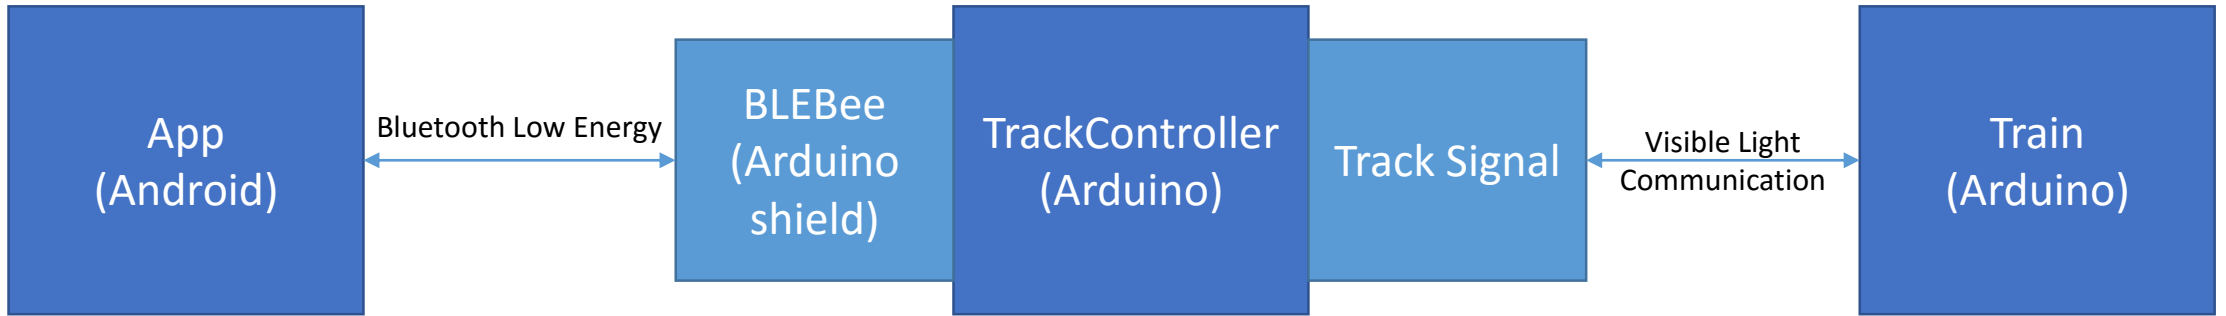 App
(Android)
Bluetooth Low Energy
BLEBee
(Arduino
shield)
TrackController
(Arduino)
Track Signal
Visible Light
Communication
Train
(Arduino)